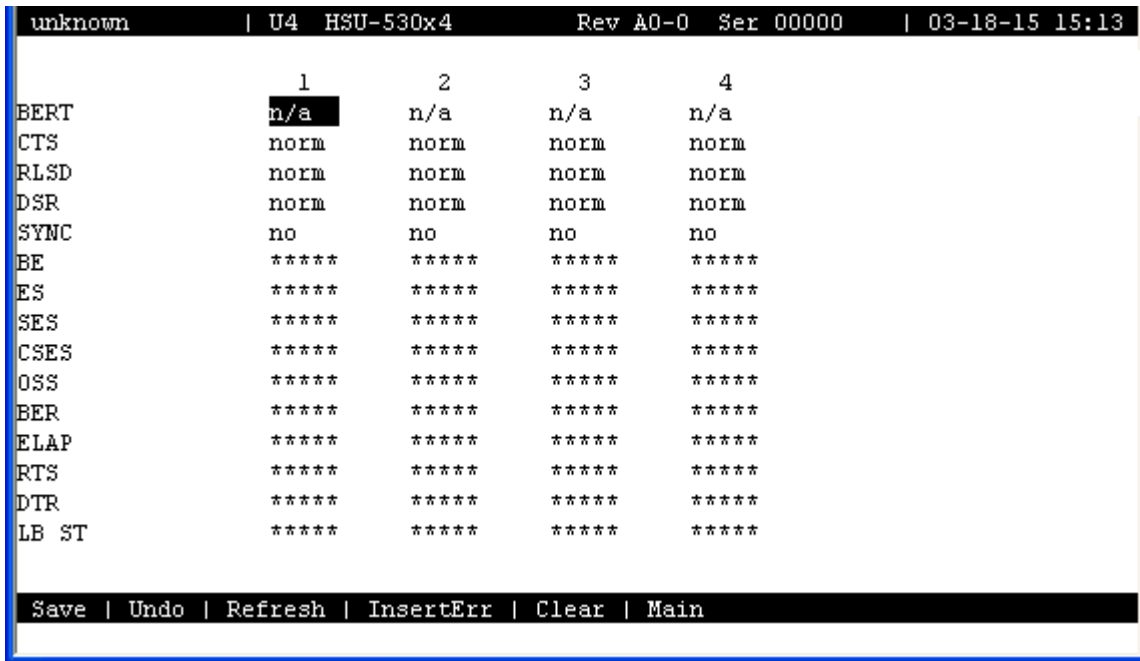 unknown | U4 HSU-530x4 Rev A0-0 Ser 00000 | 03-18-15 15:13
1 2 3 4
BERT n/a n/a n/a n/a
CTS norm norm norm norm
RLSD norm norm norm norm
DSR norm norm norm norm
SYNC no no no no
BE ***** ***** ***** *****
ES ***** ***** ***** *****
SES ***** ***** ***** *****
CSES ***** ***** ***** *****
OSS ***** ***** ***** *****
BER ***** ***** ***** *****
ELAP ***** ***** ***** *****
RTS ***** ***** ***** *****
DTR ***** ***** ***** *****
LB ST ***** ***** ***** *****
Save | Undo | Refresh | InsertErr | Clear | Main